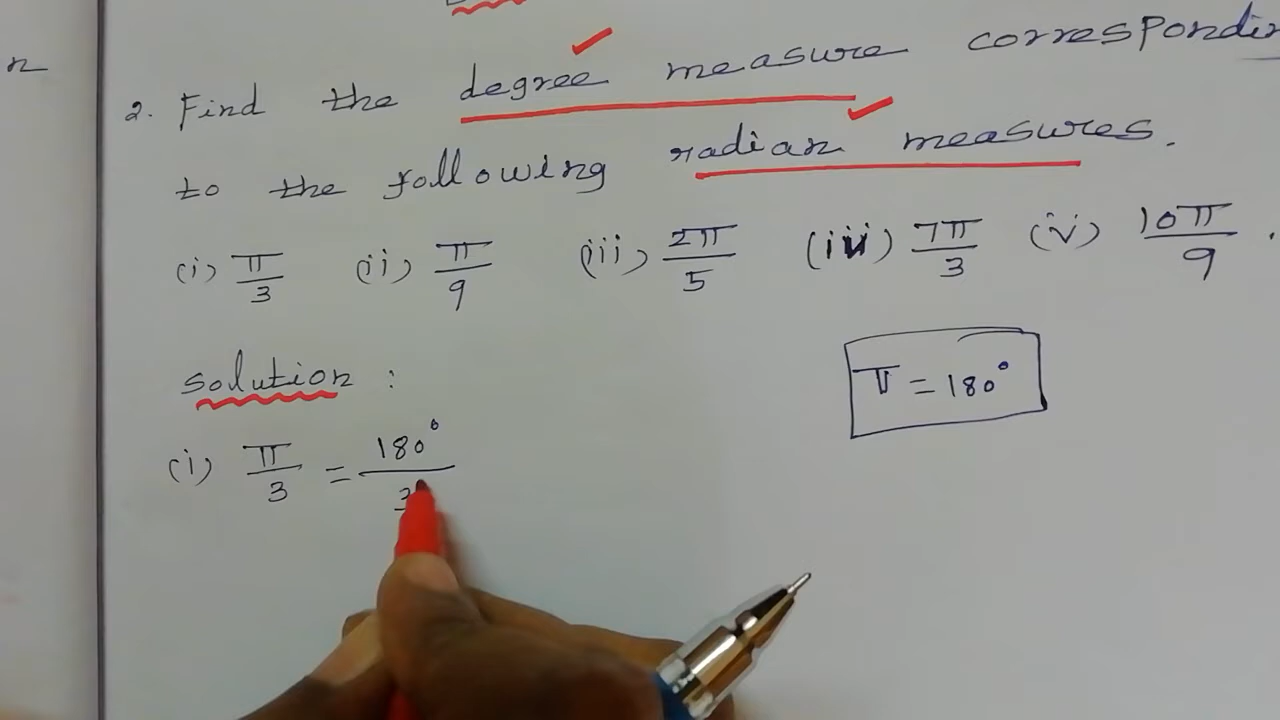 n
2. Find the degree measure correspondin
to the following radian measures.
(i) π/3 (ii) π/9 (iii) 2π/5 (iv) 7π/3 (v) 10π/9 .
solution :
π = 180°
(i) π/3 = 180°/3